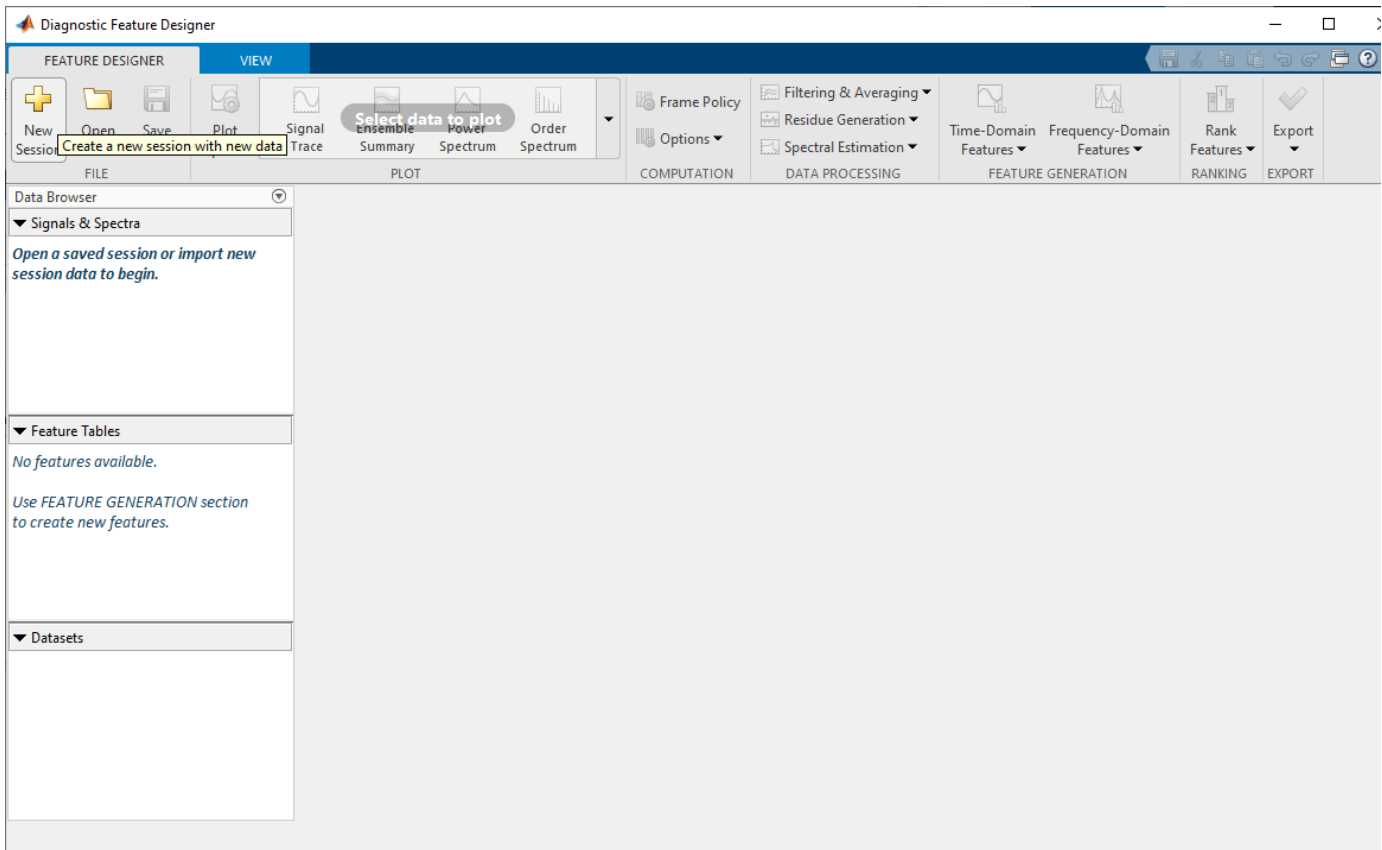 Diagnostic Feature Designer
FEATURE DESIGNER
VIEW
New
Session
Open
Save
Plot
Signal
Trace
Ensemble
Summary
Power
Spectrum
Order
Spectrum
Select data to plot
Create a new session with new data
Frame Policy
Options
Filtering & Averaging
Residue Generation
Spectral Estimation
Time-Domain
Features
Frequency-Domain
Features
Rank
Features
Export
FILE
PLOT
COMPUTATION
DATA PROCESSING
FEATURE GENERATION
RANKING
EXPORT
Data Browser
Signals & Spectra
Open a saved session or import new
session data to begin.
Feature Tables
No features available.
Use FEATURE GENERATION section
to create new features.
Datasets